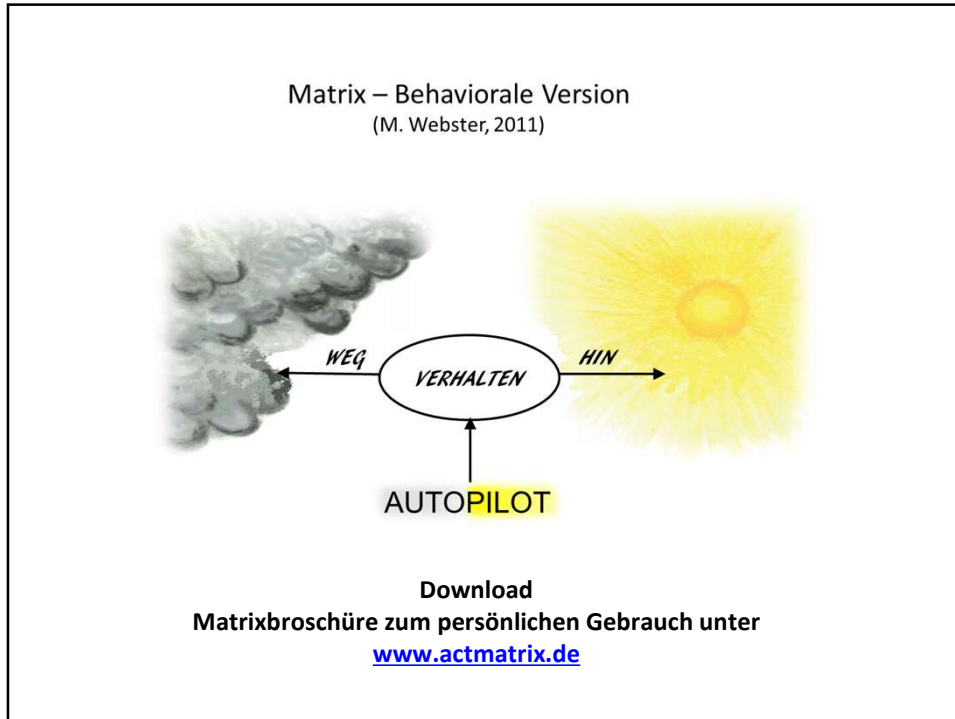 Matrix – Behaviorale Version
(M. Webster, 2011)
WEG
VERHALTEN
HIN
AUTOPILOT
Download
Matrixbroschüre zum persönlichen Gebrauch unter
www.actmatrix.de